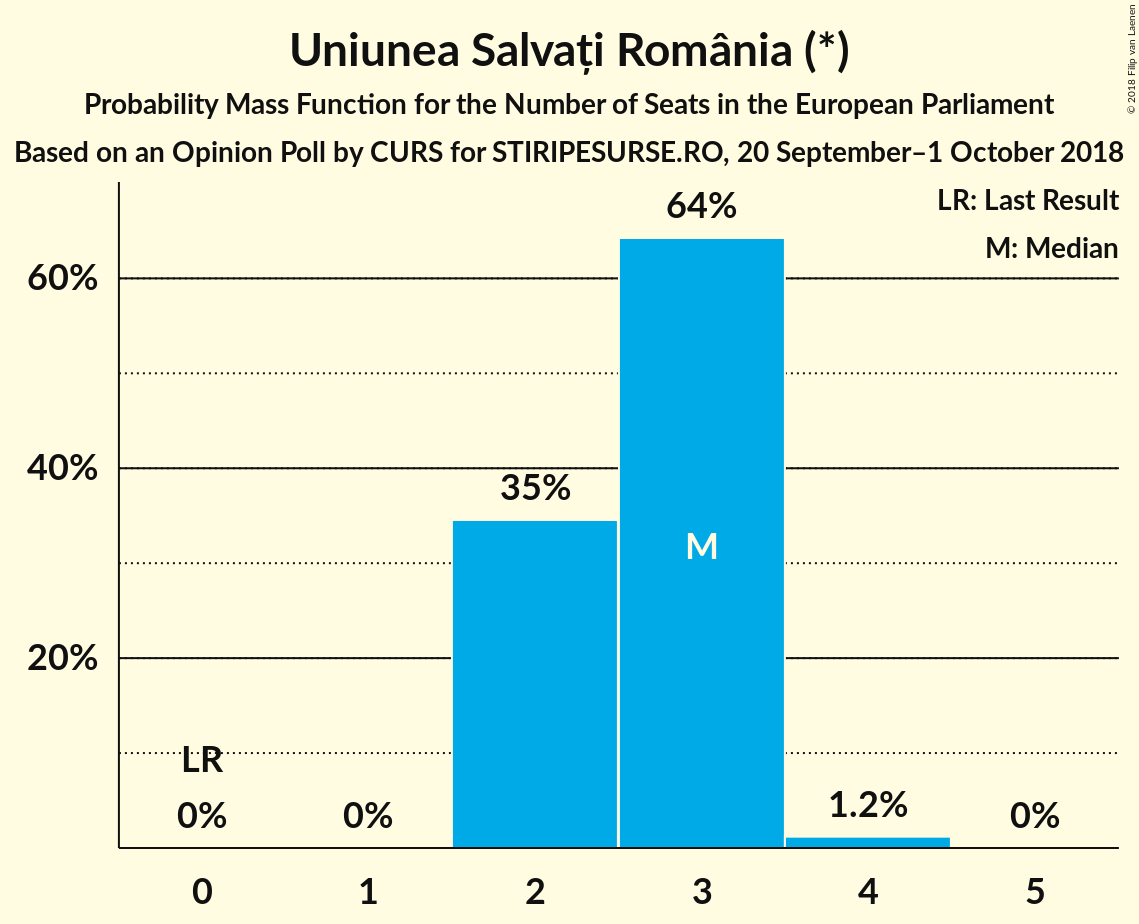 Uniunea Salvați România (*)
Probability Mass Function for the Number of Seats in the European Parliament
Based on an Opinion Poll by CURS for STIRIPESURSE.RO, 20 September–1 October 2018
© 2018 Filip van Laenen
LR: Last Result
M: Median
64%
60%
40%
35%
M
20%
LR
0%
0%
1.2%
0%
0 1 2 3 4 5